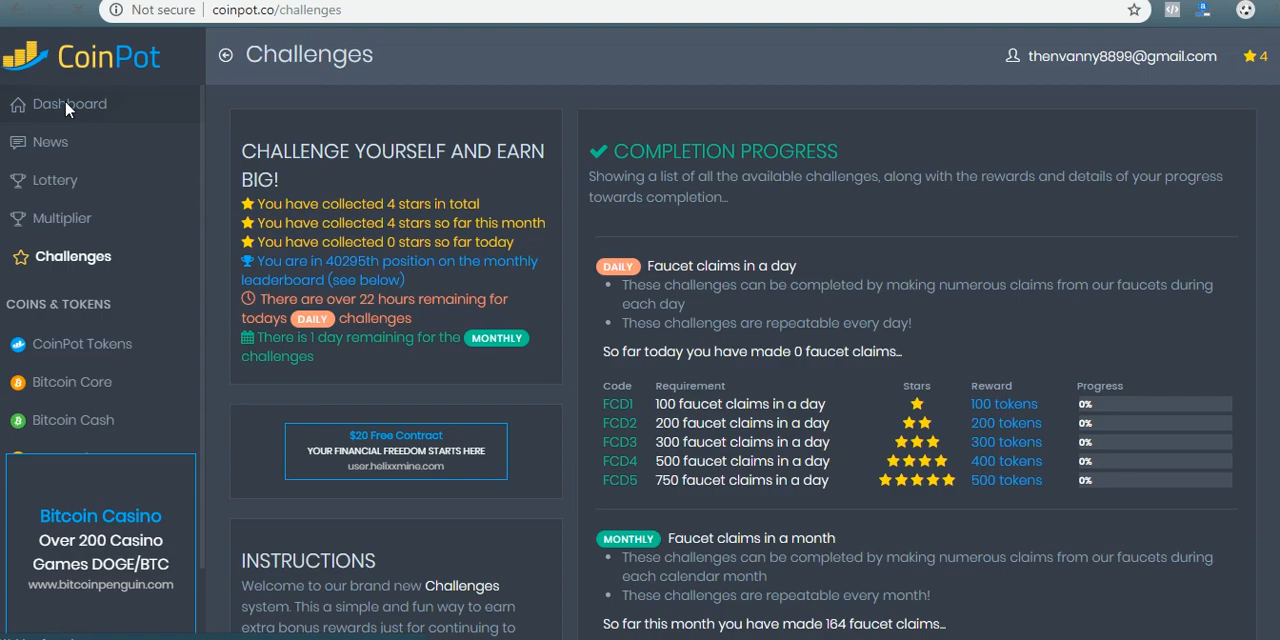 Not secure
coinpot.co/challenges
CoinPot
Challenges
thenvanny8899@gmail.com
4
Dashboard
News
Lottery
Multiplier
Challenges
COINS & TOKENS
CoinPot Tokens
Bitcoin Core
Bitcoin Cash
Bitcoin Casino
Over 200 Casino
Games DOGE/BTC
www.bitcoinpenguin.com
CHALLENGE YOURSELF AND EARN
BIG!
You have collected 4 stars in total
You have collected 4 stars so far this month
You have collected 0 stars so far today
You are in 40295th position on the monthly
leaderboard (see below)
There are over 22 hours remaining for
todays DAILY challenges
There is 1 day remaining for the MONTHLY
challenges
$20 Free Contract
YOUR FINANCIAL FREEDOM STARTS HERE
user.helixxmine.com
INSTRUCTIONS
Welcome to our brand new Challenges
system. This a simple and fun way to earn
extra bonus rewards just for continuing to
COMPLETION PROGRESS
Showing a list of all the available challenges, along with the rewards and details of your progress
towards completion...
DAILY Faucet claims in a day
These challenges can be completed by making numerous claims from our faucets during
each day
These challenges are repeatable every day!
So far today you have made 0 faucet claims...
Code Requirement Stars Reward Progress
FCD1 100 faucet claims in a day 100 tokens 0%
FCD2 200 faucet claims in a day 200 tokens 0%
FCD3 300 faucet claims in a day 300 tokens 0%
FCD4 500 faucet claims in a day 400 tokens 0%
FCD5 750 faucet claims in a day 500 tokens 0%
MONTHLY Faucet claims in a month
These challenges can be completed by making numerous claims from our faucets during
each calendar month
These challenges are repeatable every month!
So far this month you have made 164 faucet claims...